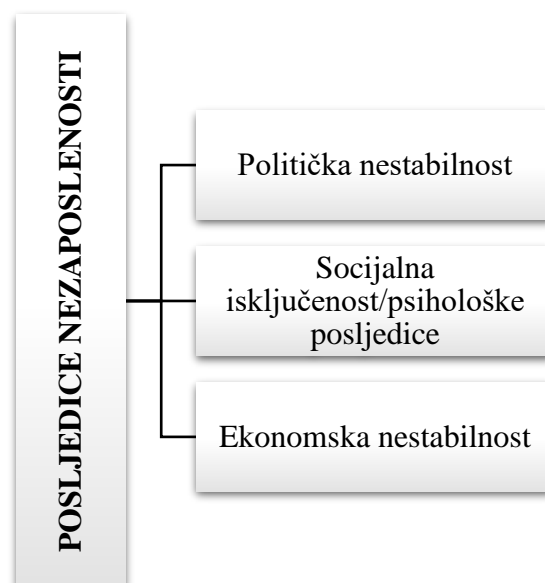 POSLJEDICE NEZAPOSLENOSTI
Politička nestabilnost
Socijalna
isključenost/psihološke
posljedice
Ekonomska nestabilnost